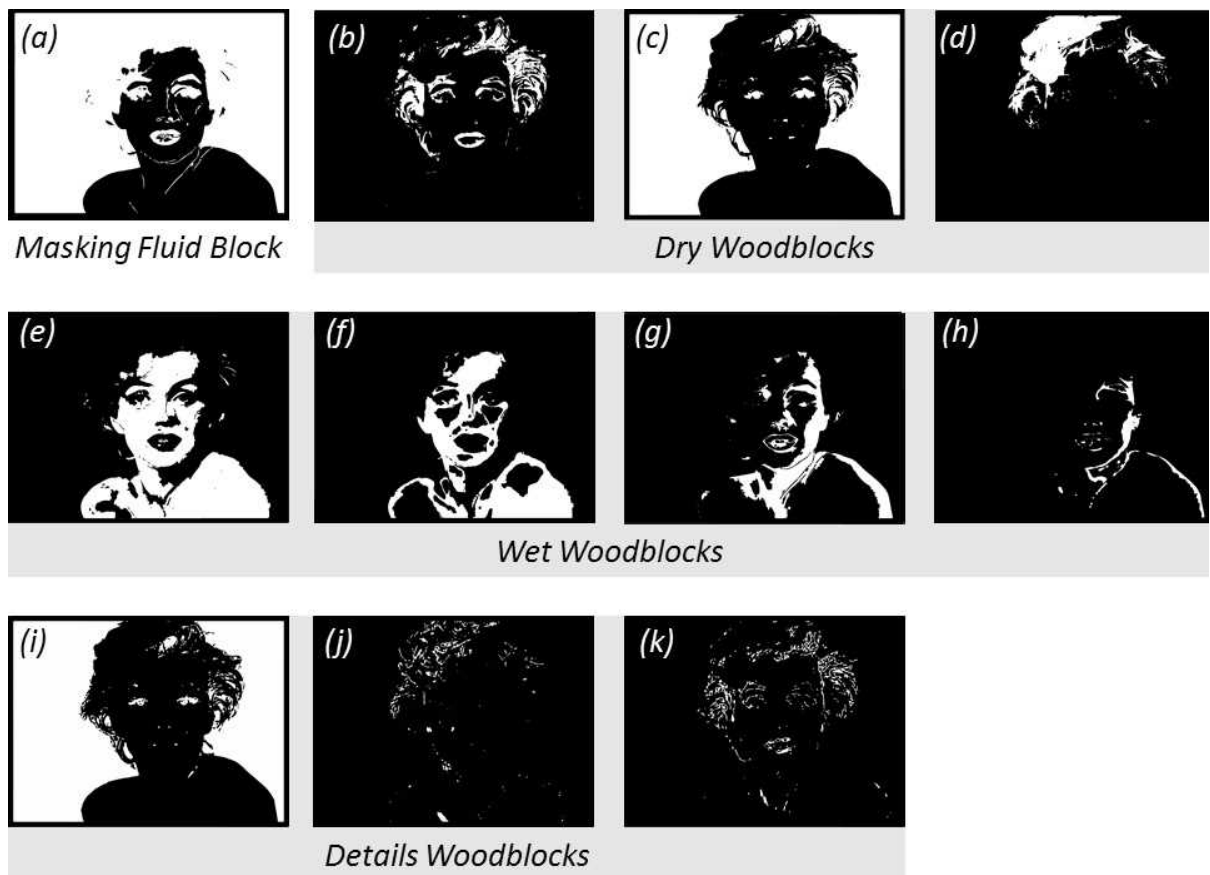 (a) (b) (c) (d)
Masking Fluid Block Dry Woodblocks
(e) (f) (g) (h)
Wet Woodblocks
(i) (j) (k)
Details Woodblocks